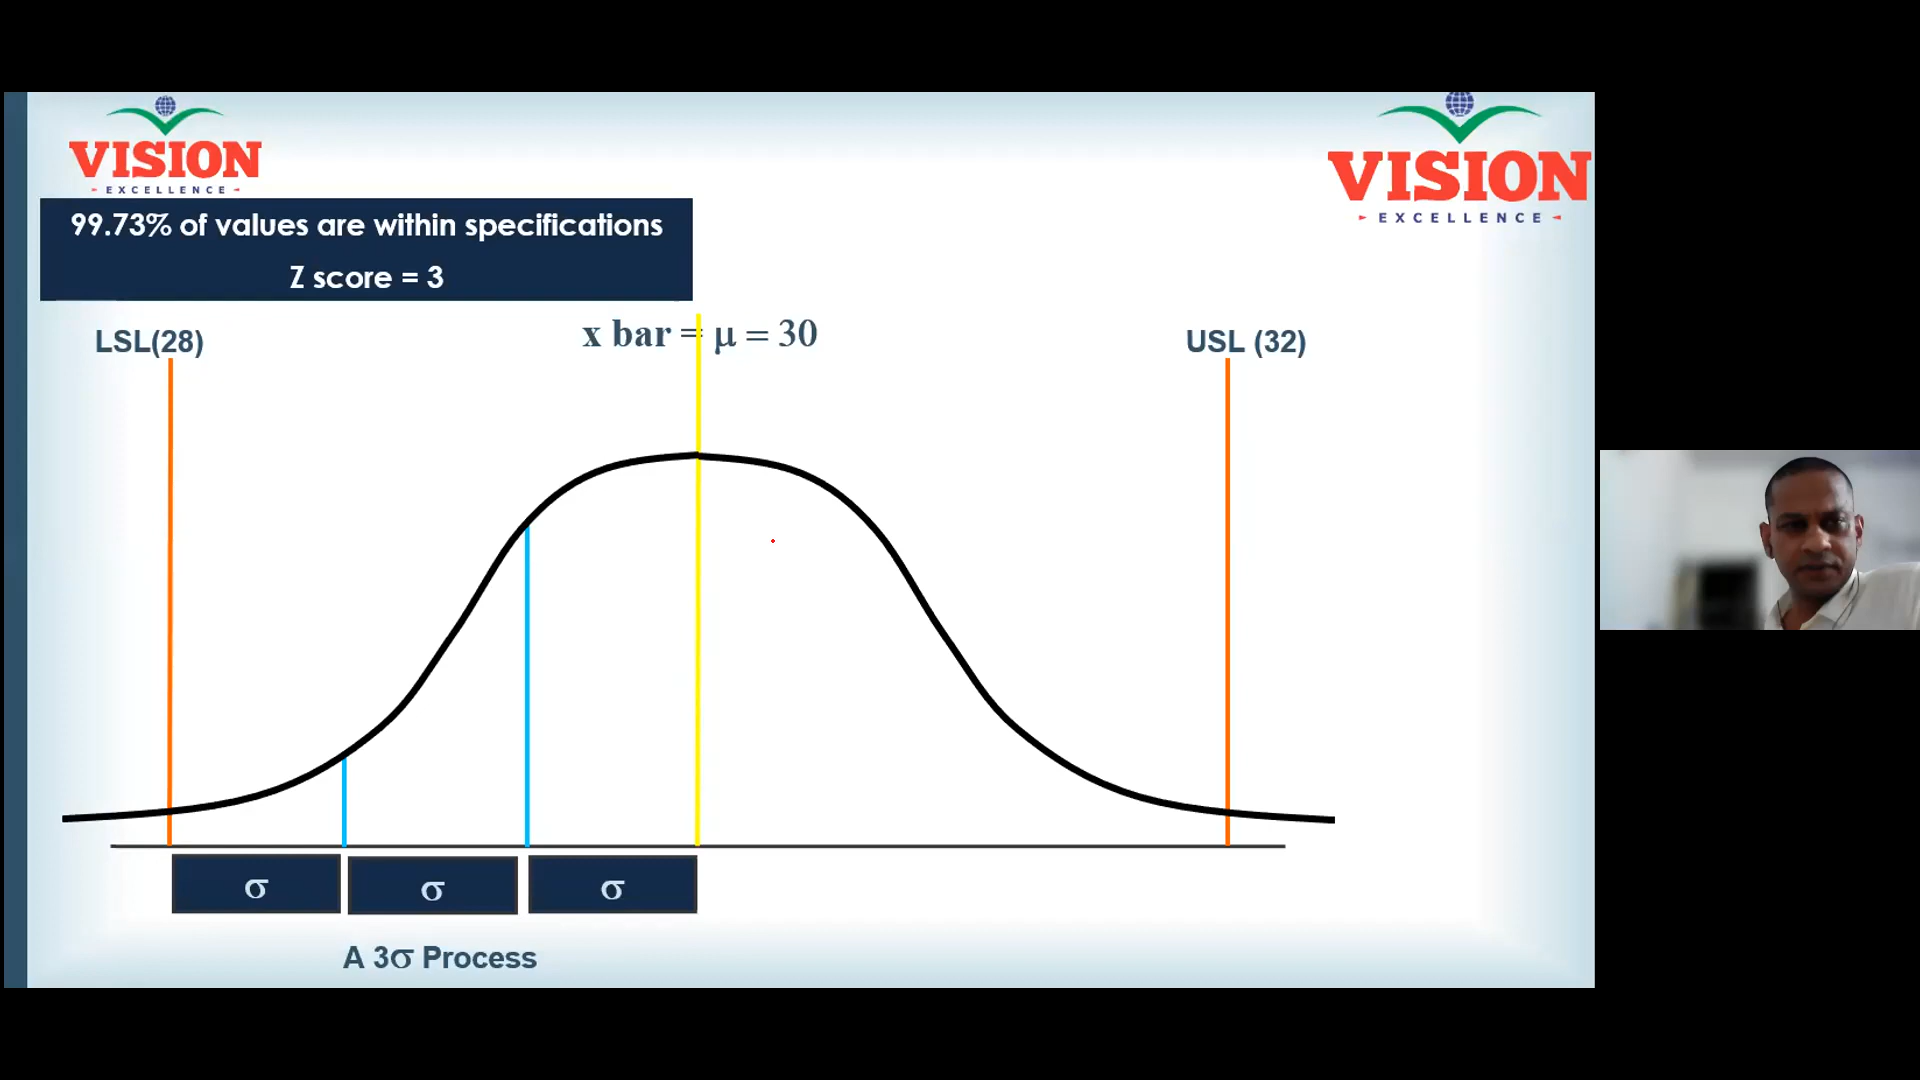 VISION
EXCELLENCE
VISION
EXCELLENCE
99.73% of values are within specifications
Z score = 3
LSL(28)
x bar = μ = 30
USL (32)
σ
σ
σ
A 3σ Process